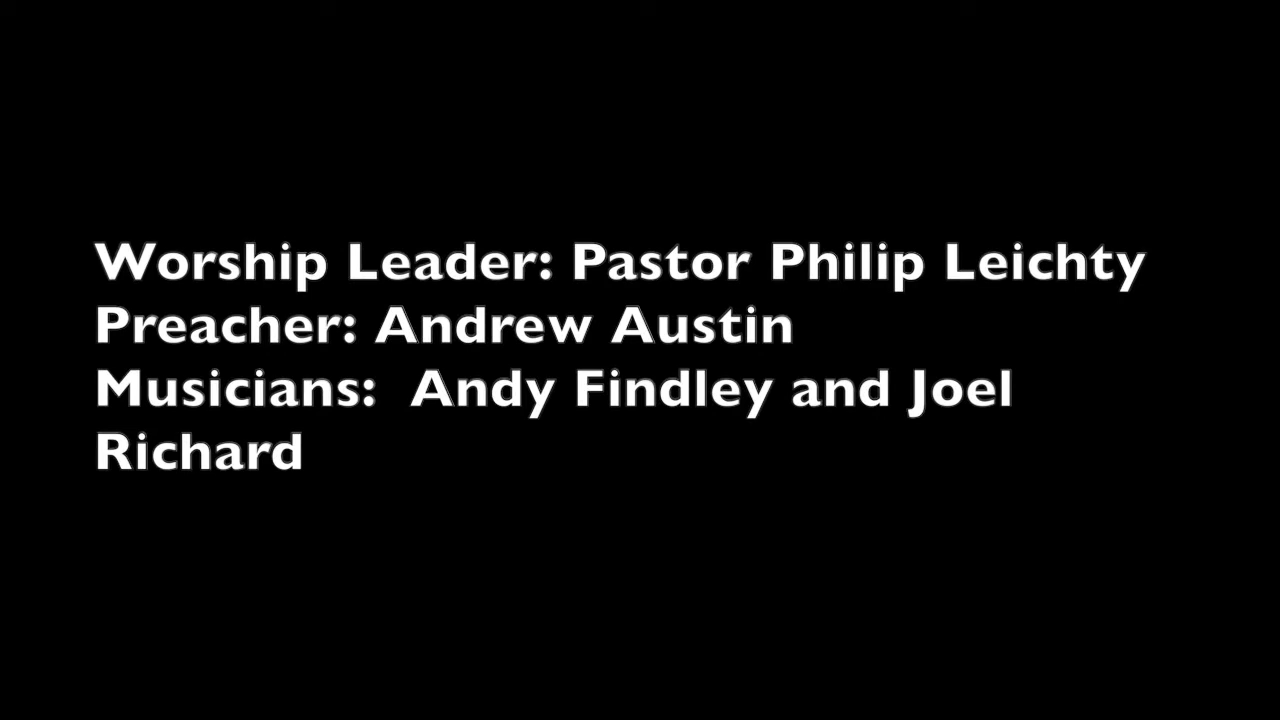 Worship Leader: Pastor Philip Leichty
Preacher: Andrew Austin
Musicians:  Andy Findley and Joel
Richard